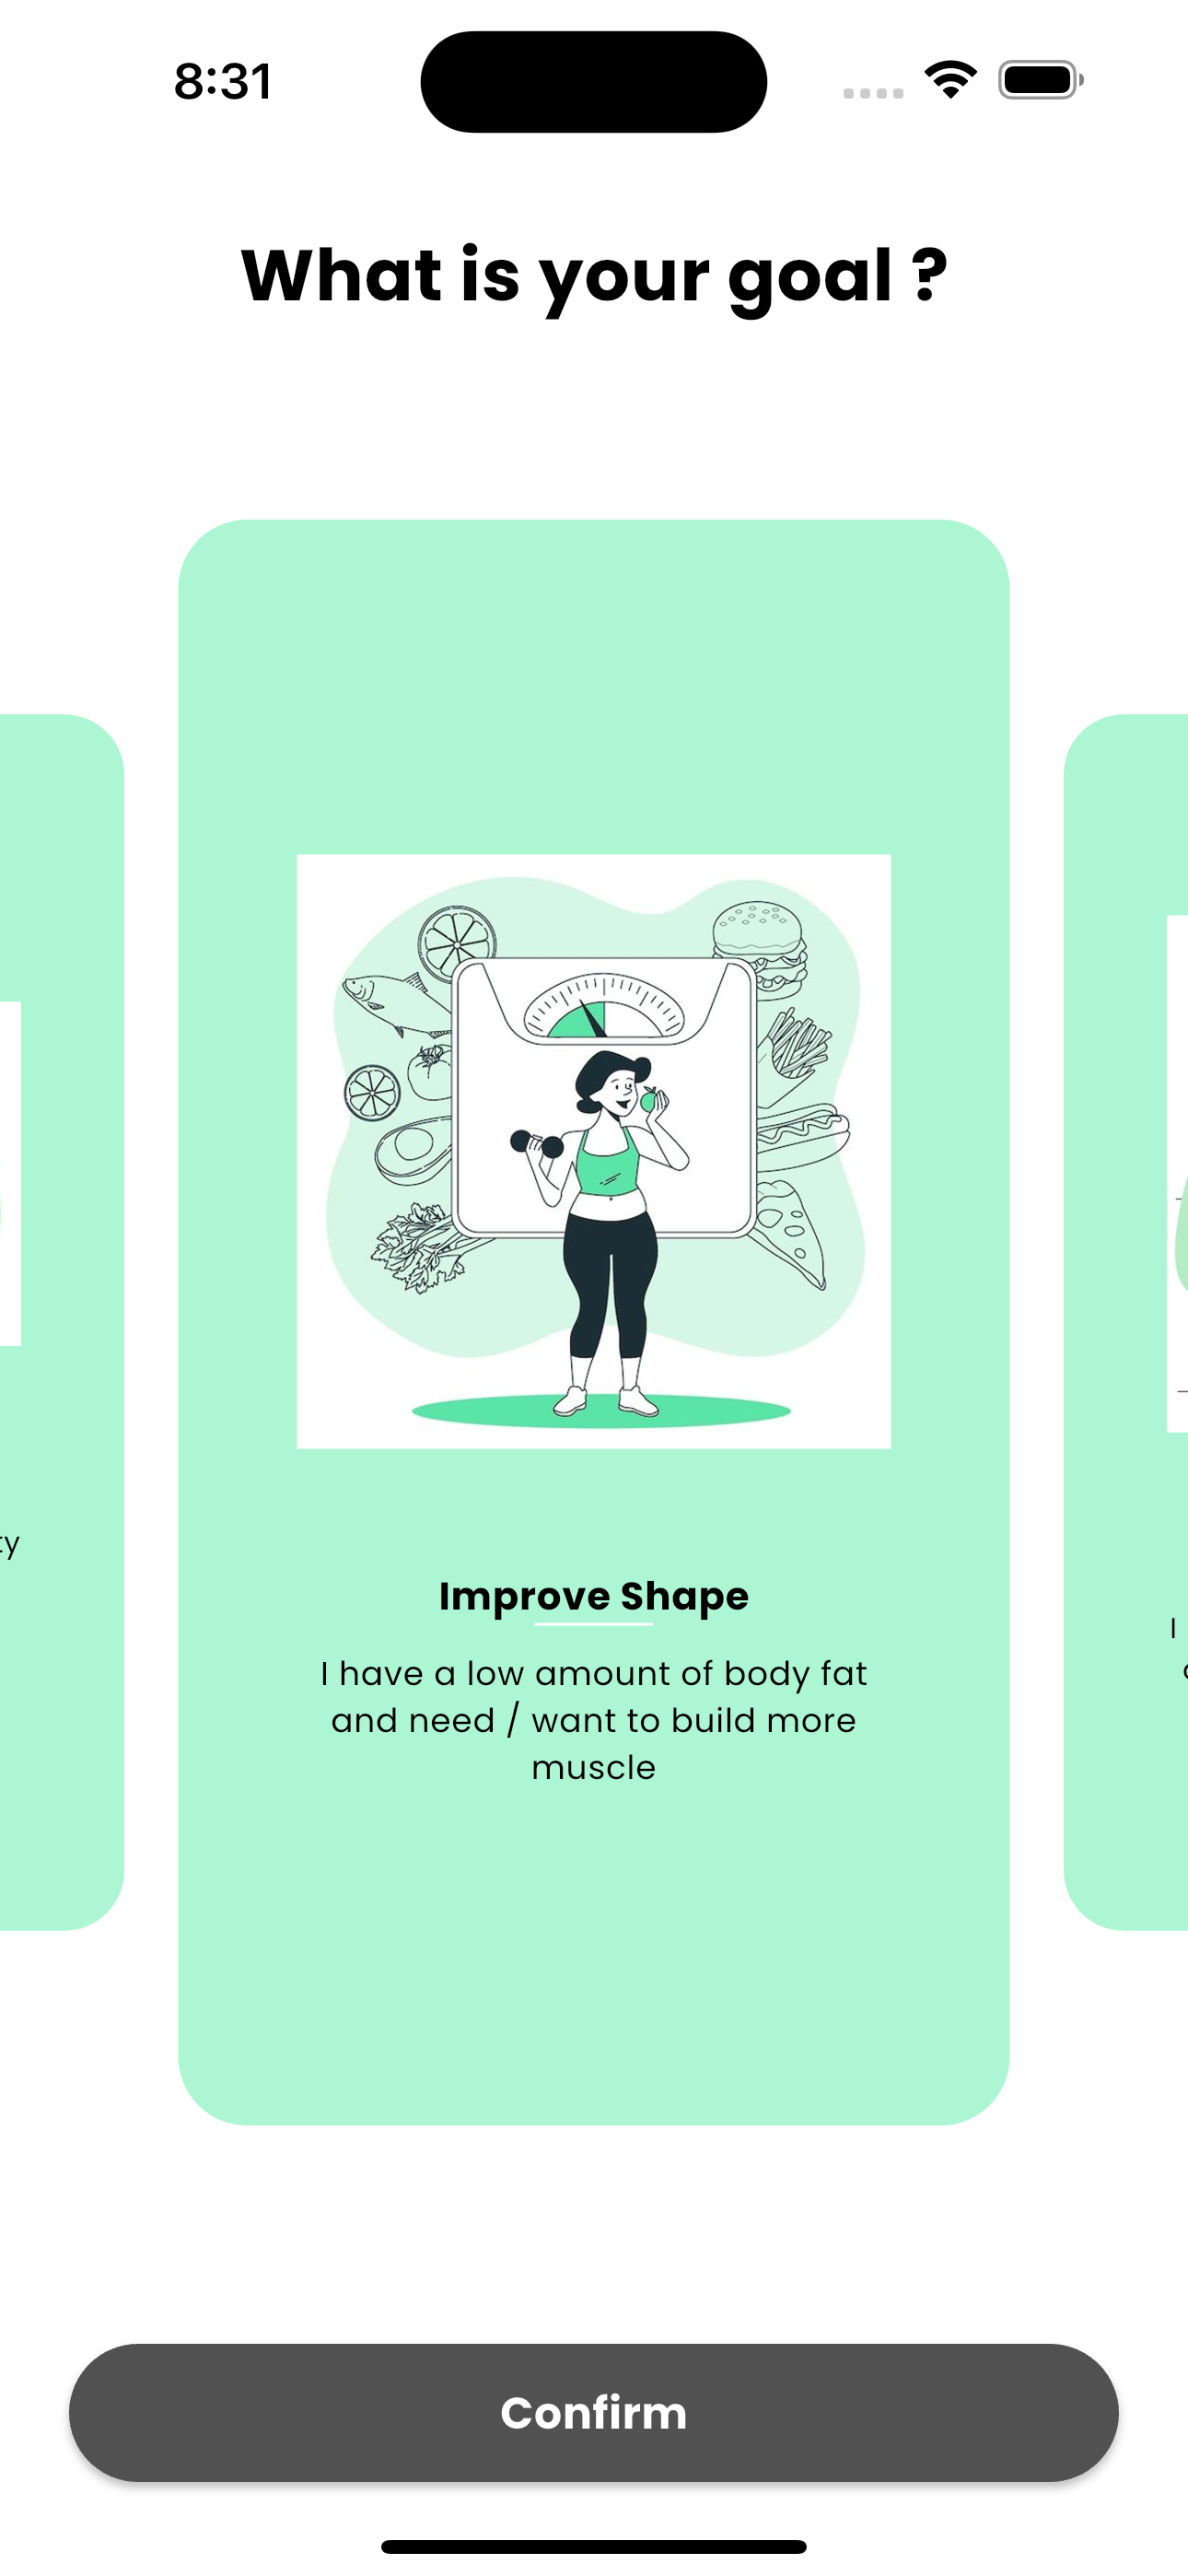 8:31
What is your goal ?
ty
Improve Shape
I have a low amount of body fat
and need / want to build more
muscle
I
Confirm